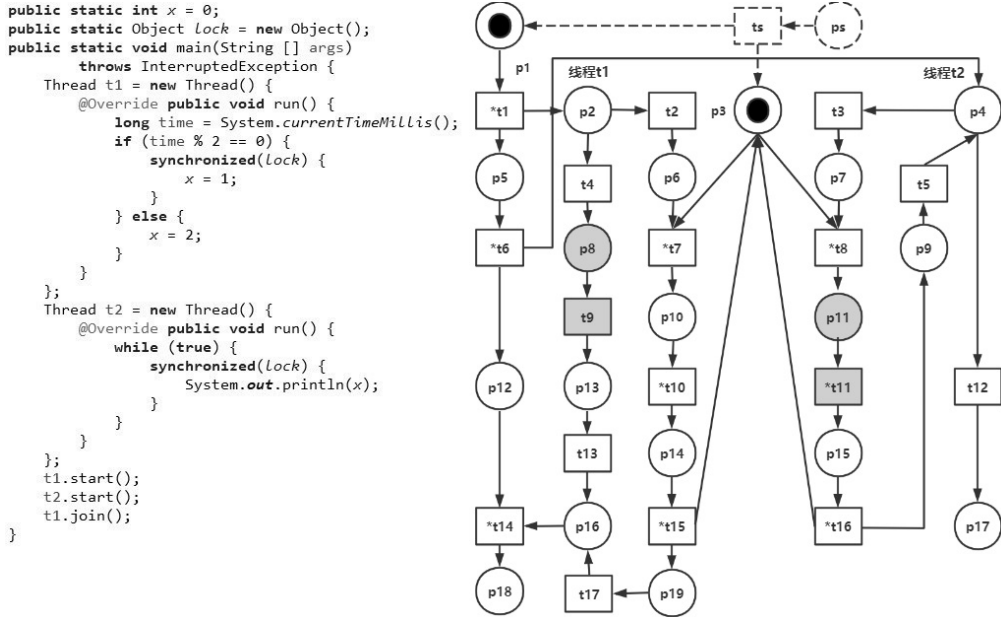 public static int x = 0;
public static Object lock = new Object();
public static void main(String [] args)
throws InterruptedException {
Thread t1 = new Thread() {
@Override public void run() {
long time = System.currentTimeMillis();
if (time % 2 == 0) {
synchronized(lock) {
x = 1;
}
} else {
x = 2;
}
}
};
Thread t2 = new Thread() {
@Override public void run() {
while (true) {
synchronized(lock) {
System.out.println(x);
}
}
}
};
t1.start();
t2.start();
t1.join();
}
ts
ps
p1
线程t1
线程t2
*t1
p2
t2
p3
t3
p4
p5
t4
p6
p7
t5
*t6
p8
*t7
*t8
p9
t9
p10
p11
p12
p13
*t10
*t11
t12
t13
p14
p15
*t14
p16
*t15
*t16
p17
p18
t17
p19